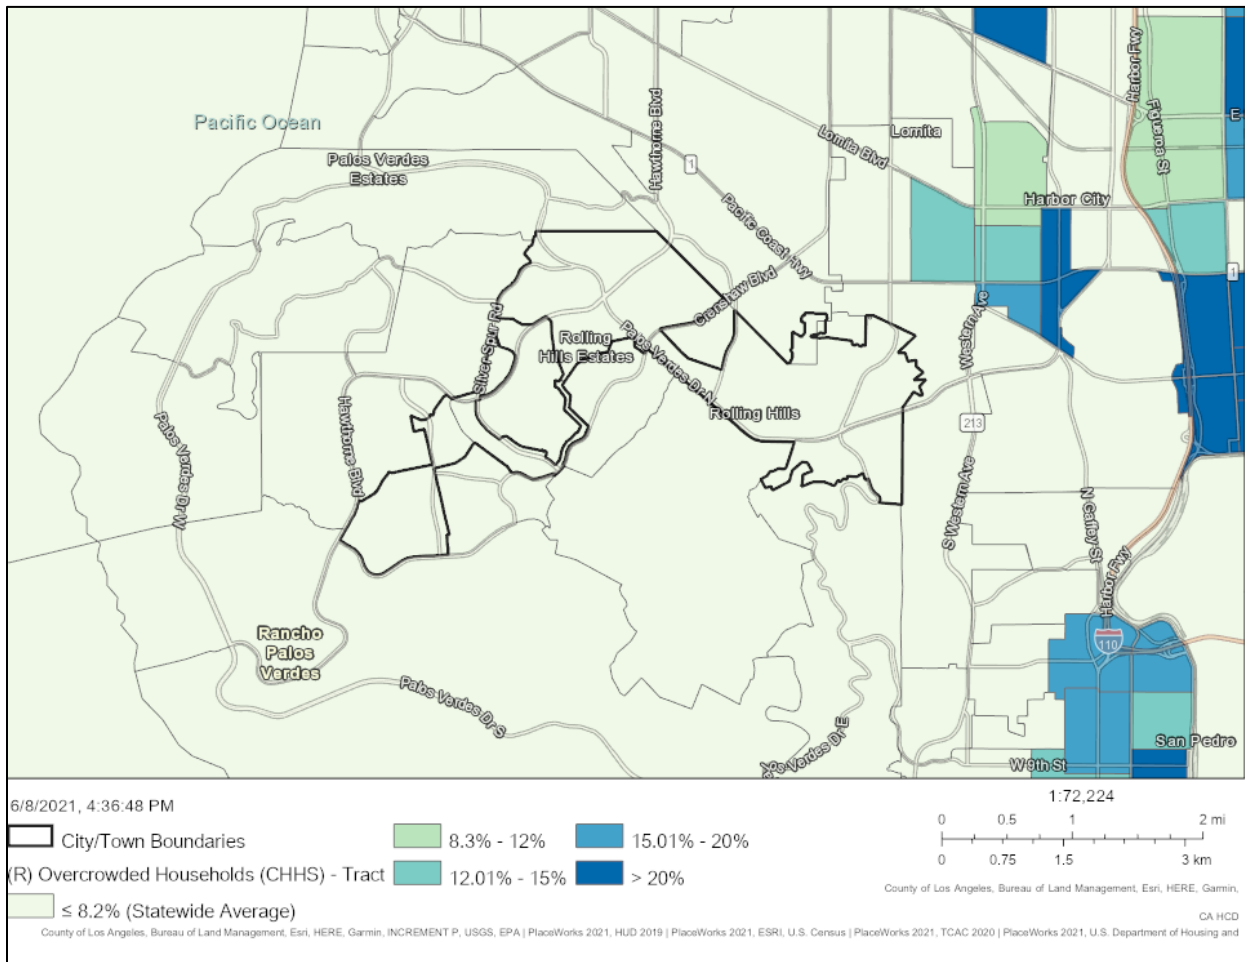 Pacific Ocean
Palos Verdes
Estates
Hawthorne Blvd
1
Lomita Blvd
Lomita
Harbor Fwy
Figueroa St
E
Harbor City
Pacific Coast Hwy
1
Crenshaw Blvd
Silver Spur Rd
Rolling
Hills Estates
Palos Verdes Dr N
Western Ave
Rolling Hills
213
Hawthorne Blvd
Palos Verdes Dr W
S Western Ave
N Gaffey St
Harbor Fwy
110
Rancho
Palos
Verdes
Palos Verdes Dr S
Palos Verdes Dr E
San Pedro
W 9th St
6/8/2021, 4:36:48 PM
City/Town Boundaries
(R) Overcrowded Households (CHHS) - Tract
≤ 8.2% (Statewide Average)
8.3% - 12%
12.01% - 15%
15.01% - 20%
> 20%
1:72,224
0 0.5 1 2 mi
0 0.75 1.5 3 km
County of Los Angeles, Bureau of Land Management, Esri, HERE, Garmin,
CA HCD
County of Los Angeles, Bureau of Land Management, Esri, HERE, Garmin, INCREMENT P, USGS, EPA | PlaceWorks 2021, HUD 2019 | PlaceWorks 2021, ESRI, U.S. Census | PlaceWorks 2021, TCAC 2020 | PlaceWorks 2021, U.S. Department of Housing and